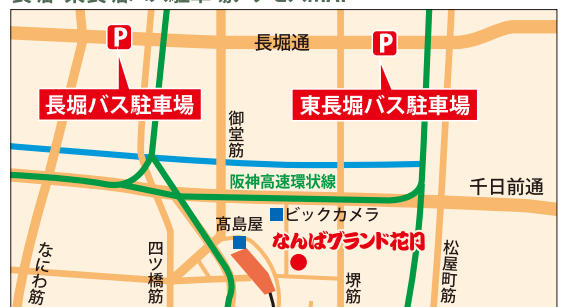 P
P
長堀通
長堀バス駐車場
東長堀バス駐車場
御堂筋
阪神高速環状線
千日前通
ビックカメラ
髙島屋
なんばグランド花月
なにわ筋
四ツ橋筋
堺筋
松屋町筋